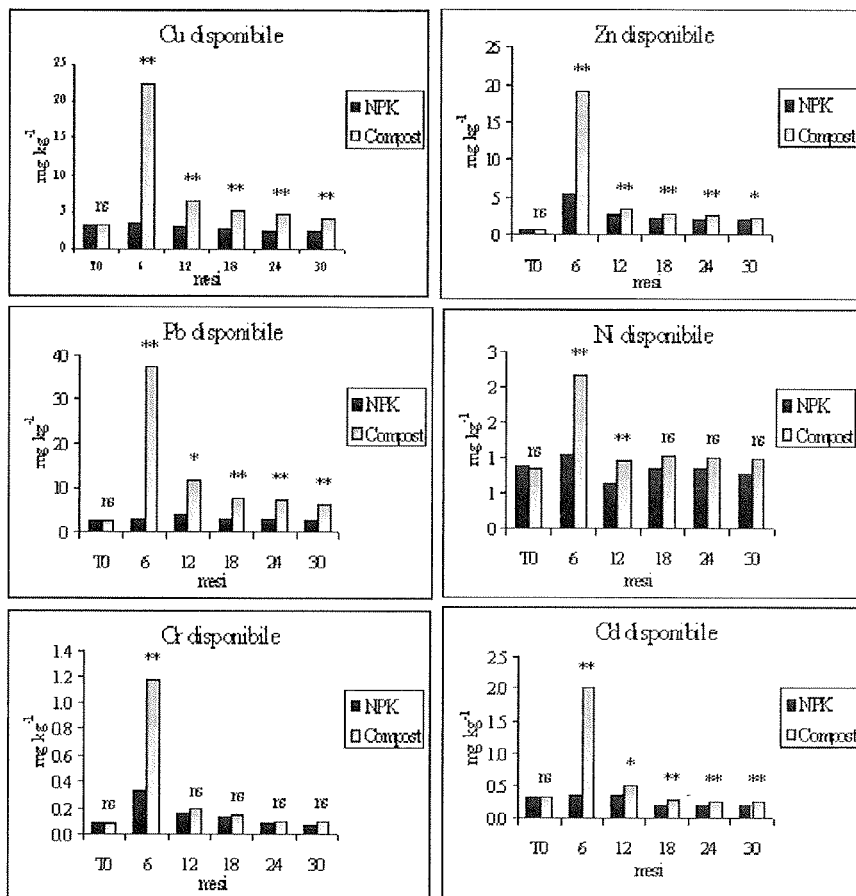 Cu disponibile
25
20
15
10
5
0
mg kg⁻¹
ns
**
**
**
**
**
T0 6 12 18 24 30
mesi
NPK
Compost
Zn disponibile
25
20
15
10
5
0
mg kg⁻¹
ns
**
**
**
**
*
T0 6 12 18 24 30
mesi
NPK
Compost
Pb disponibile
40
30
20
10
0
mg kg⁻¹
ns
**
*
**
**
**
T0 6 12 18 24 30
mesi
NPK
Compost
Ni disponibile
3
2
2
1
1
0
mg kg⁻¹
ns
**
**
ns
ns
ns
T0 6 12 18 24 30
mesi
NPK
Compost
Cr disponibile
1.4
1.2
1.0
0.8
0.6
0.4
0.2
0.0
mg kg⁻¹
ns
**
ns
ns
ns
ns
T0 6 12 18 24 30
mesi
NPK
Compost
Cd disponibile
2.5
2.0
1.5
1.0
0.5
0.0
mg kg⁻¹
ns
**
*
**
**
**
T0 6 12 18 24 30
mesi
NPK
Compost